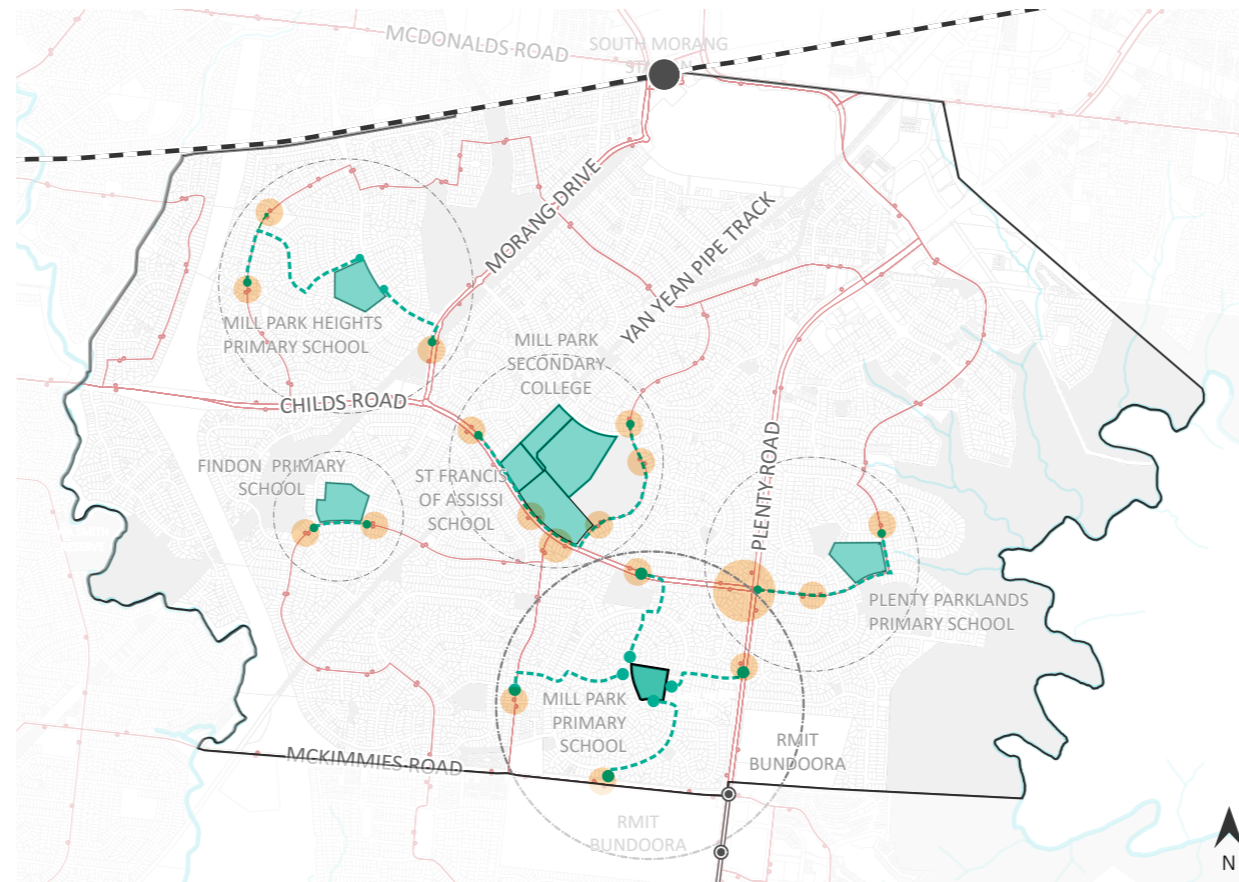 MCDONALDS ROAD
SOUTH MORANG
MORANG DRIVE
YAN YEAN PIPE TRACK
MILL PARK HEIGHTS
PRIMARY SCHOOL
MILL PARK
SECONDARY
COLLEGE
CHILDS ROAD
FINDON PRIMARY
SCHOOL
ST FRANCIS
OF ASSISSI
SCHOOL
PLENTY ROAD
PLENTY PARKLANDS
PRIMARY SCHOOL
MILL PARK
PRIMARY
SCHOOL
RMIT
BUNDOORA
MCKIMMIES ROAD
RMIT
BUNDOORA
N